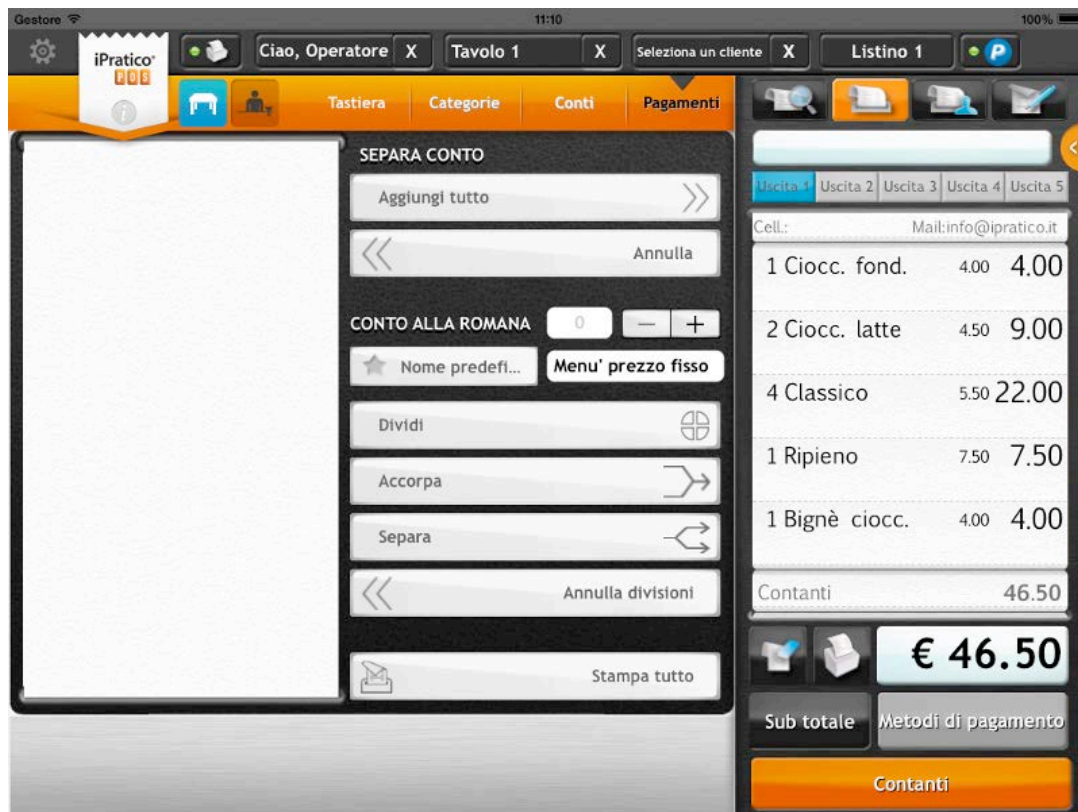 Gestore 11:10 100%
iPratico®
POS
Ciao, Operatore X
Tavolo 1 X
Seleziona un cliente X
Listino 1
P
Tastiera Categorie Conti Pagamenti
SEPARA CONTO
Aggiungi tutto
Annulla
CONTO ALLA ROMANA 0 — +
Nome predefi... Menu' prezzo fisso
Dividi
Accorpa
Separa
Annulla divisioni
Stampa tutto
Uscita 1 Uscita 2 Uscita 3 Uscita 4 Uscita 5
Cell.: Mail:info@ipratico.it
1 Ciocc. fond. 4.00 4.00
2 Ciocc. latte 4.50 9.00
4 Classico 5.50 22.00
1 Ripieno 7.50 7.50
1 Bignè ciocc. 4.00 4.00
Contanti 46.50
€ 46.50
Sub totale Metodi di pagamento
Contanti